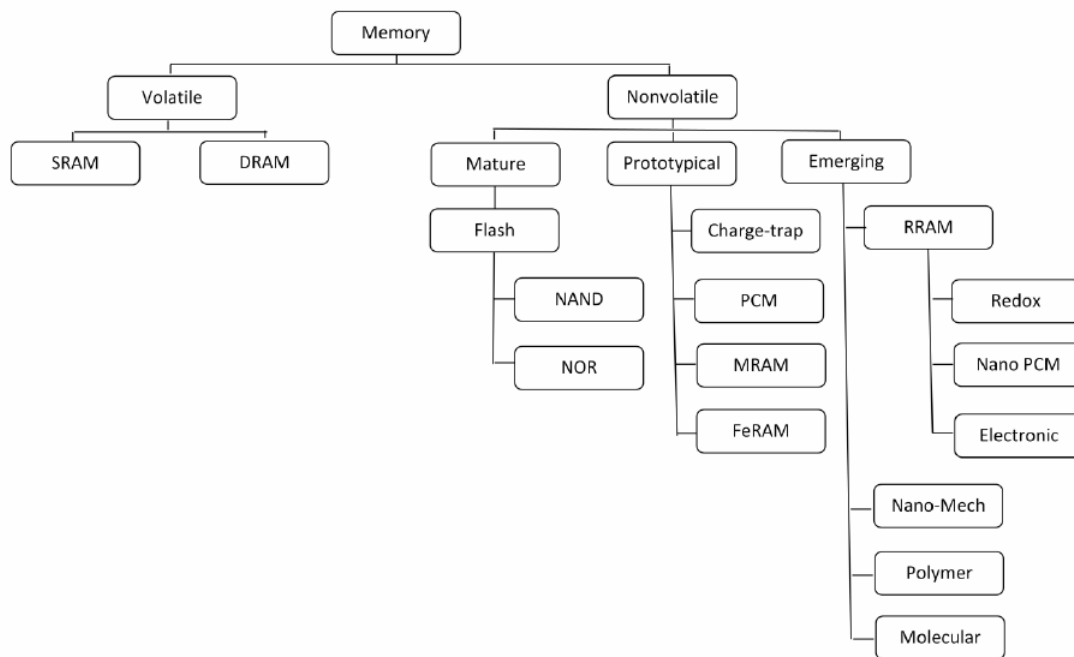 Memory
Volatile
Nonvolatile
SRAM
DRAM
Mature
Prototypical
Emerging
Flash
Charge-trap
RRAM
NAND
PCM
Redox
NOR
MRAM
Nano PCM
FeRAM
Electronic
Nano-Mech
Polymer
Molecular